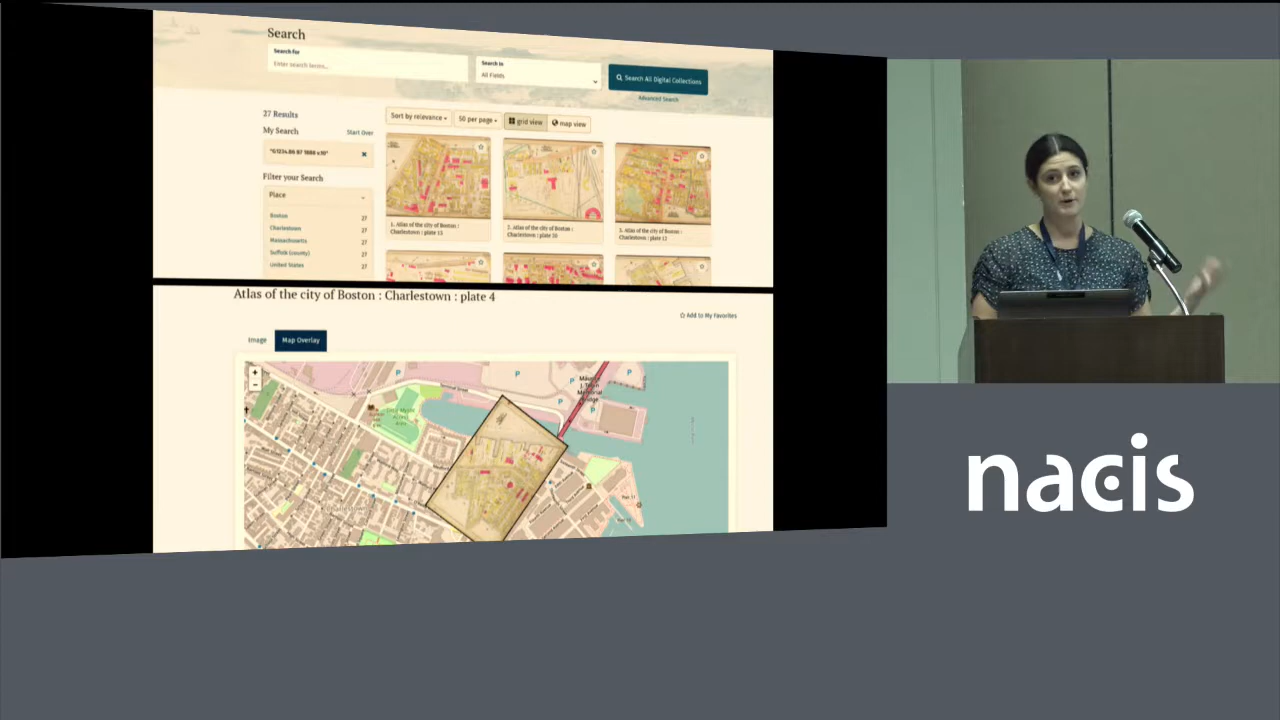 Search
Search for
Enter search terms...
Search in
All Fields
Search All Digital Collections
Advanced Search
27 Results
My Search
Start Over
Sort by relevance
50 per page
grid view
map view
Filter your Search
Place
Boston 27
Charlestown 27
Massachusetts 27
Suffolk (county) 27
United States 27
1. Atlas of the city of Boston :
Charlestown : plate 13
2. Atlas of the city of Boston :
Charlestown : plate 20
3. Atlas of the city of Boston :
Charlestown : plate 12
Atlas of the city of Boston : Charlestown : plate 4
Add to My Favorites
Image
Map Overlay
+
-
P
P
P
P
P
Memorial
Bridge
Terminal Street
Charlestown
nacis